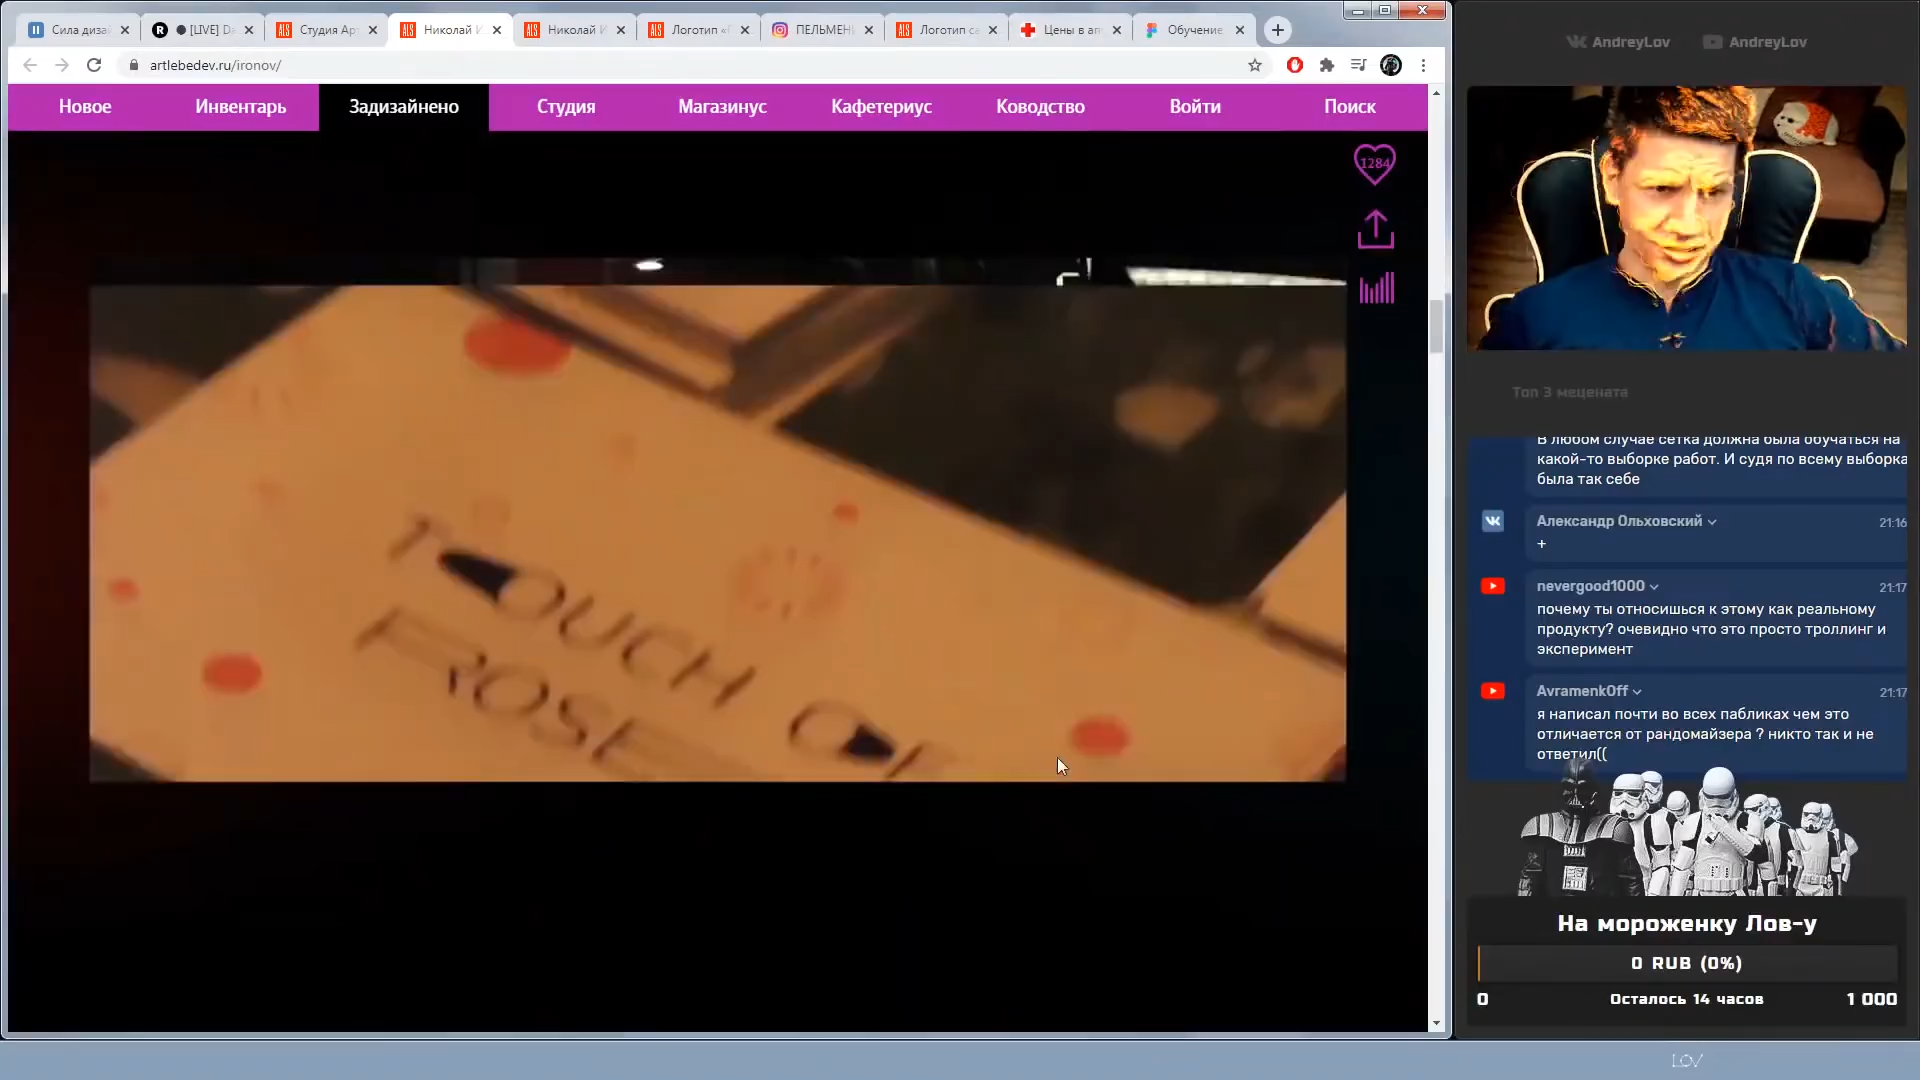 Сила диза
[LIVE] Da
Студия Ар
Николай И
Николай И
Логотип «Г
ПЕЛЬМЕН
Логотип са
Цены в ап
Обучение
artlebedev.ru/ironov/
Новое
Инвентарь
Задизайнено
Студия
Магазинус
Кафетериус
Ководство
Войти
Поиск
1284
TOUCH OF
ROSE
AndreyLov
AndreyLov
Топ 3 мецената
В любом случае сетка должна была обучаться на
какой-то выборке работ. И судя по всему выборка
была так себе
Александр Ольховский
21:16
+
nevergood1000
21:17
почему ты относишься к этому как реальному
продукту? очевидно что это просто троллинг и
эксперимент
AvramenkOff
21:17
я написал почти во всех пабликах чем это
отличается от рандомайзера ? никто так и не
ответил((
На мороженку Лов-у
0 RUB (0%)
0
Осталось 14 часов
1 000
LOV